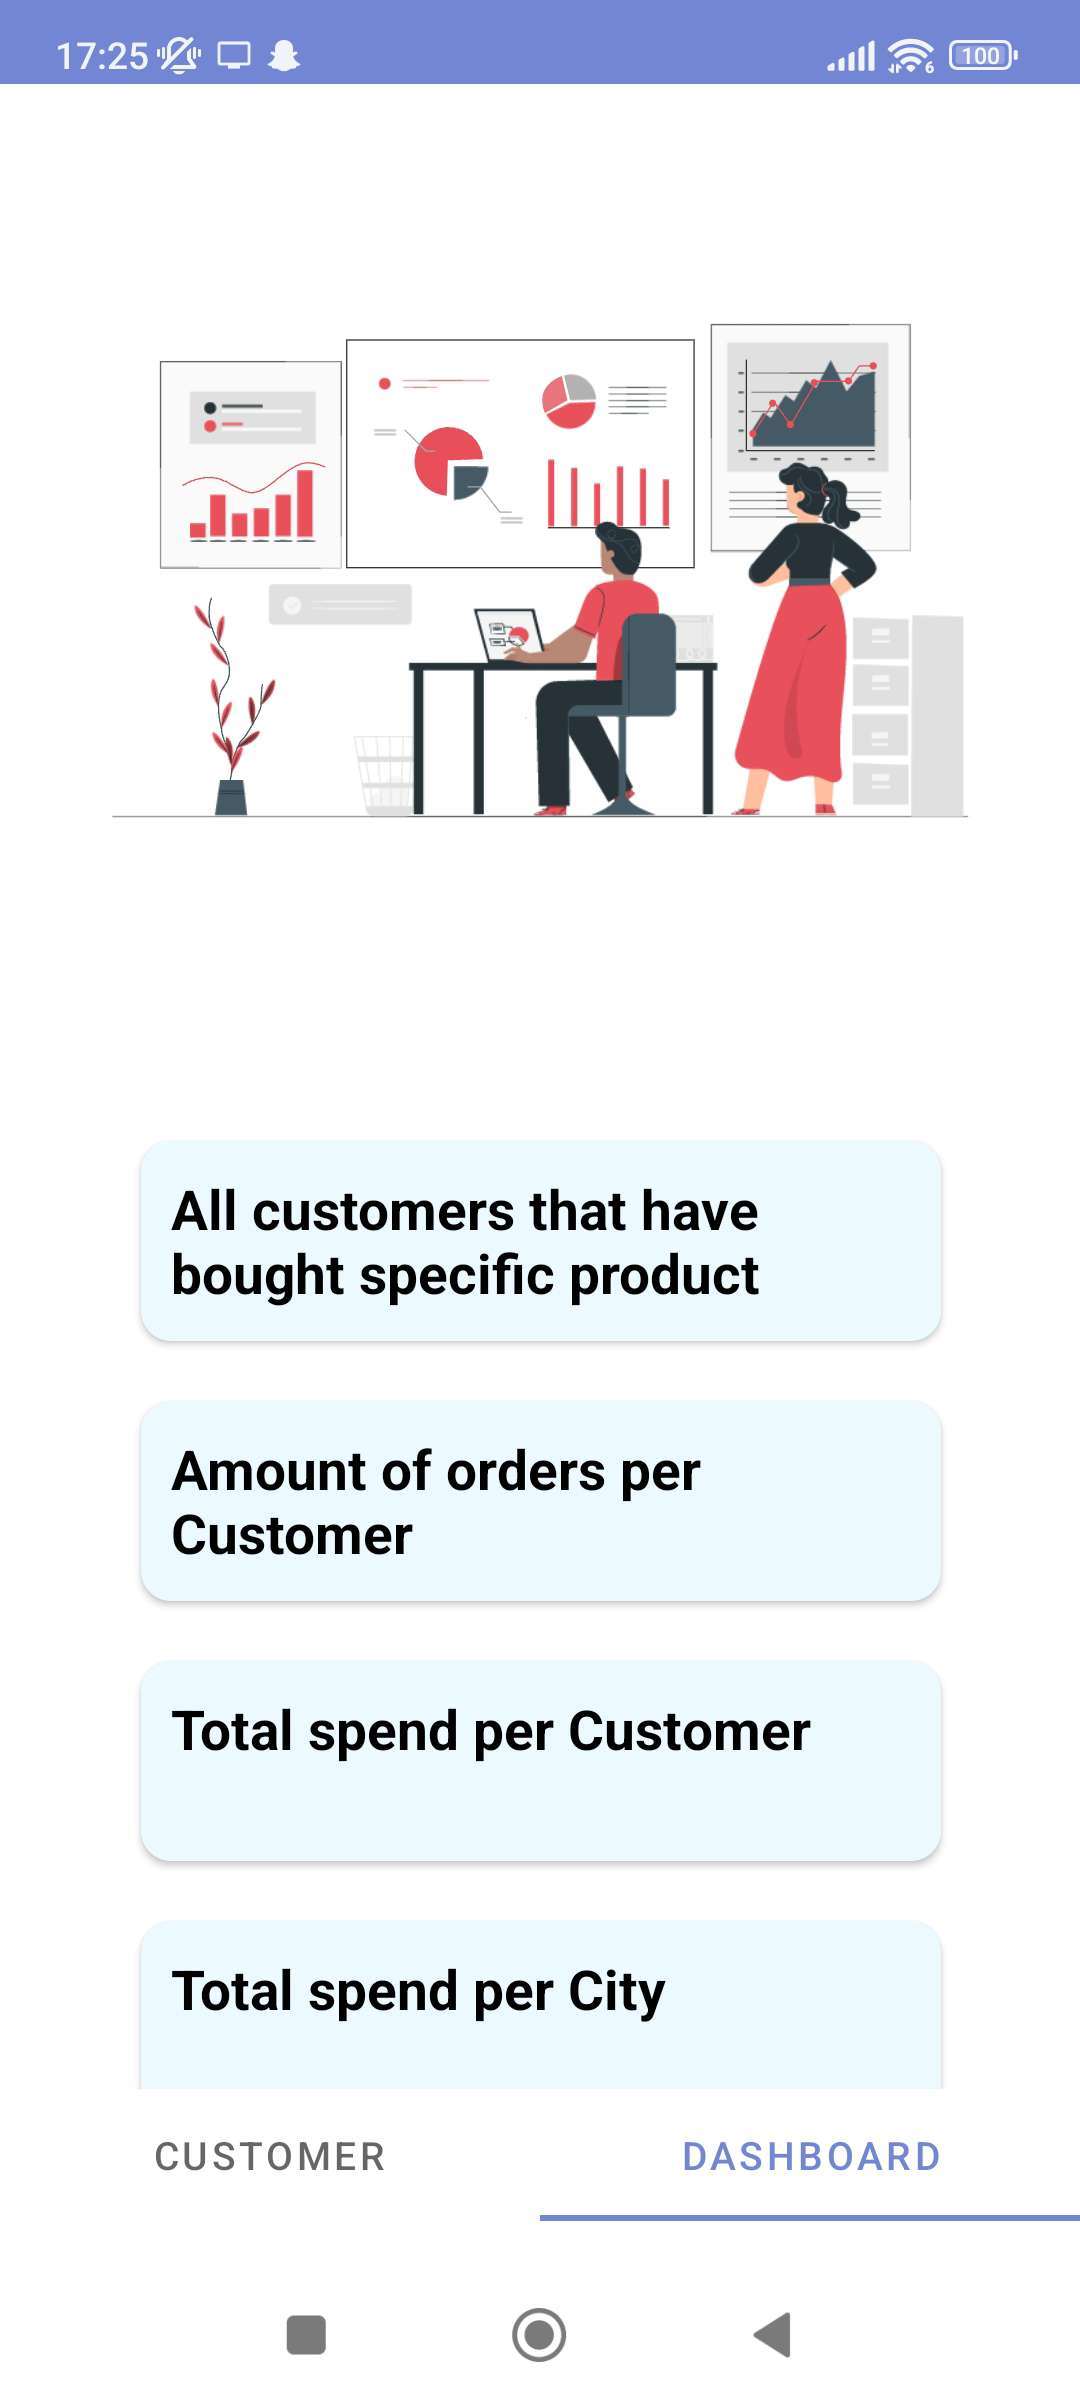 17:25
6
100
All customers that have
bought specific product
Amount of orders per
Customer
Total spend per Customer
Total spend per City
CUSTOMER
DASHBOARD